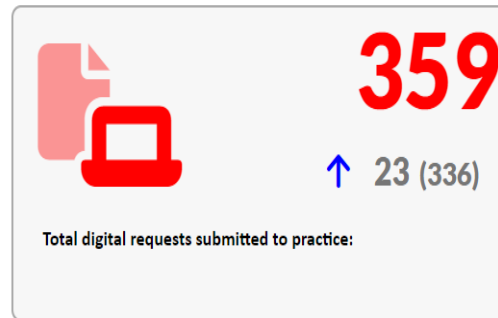 359
↑ 23 (336)
Total digital requests submitted to practice: